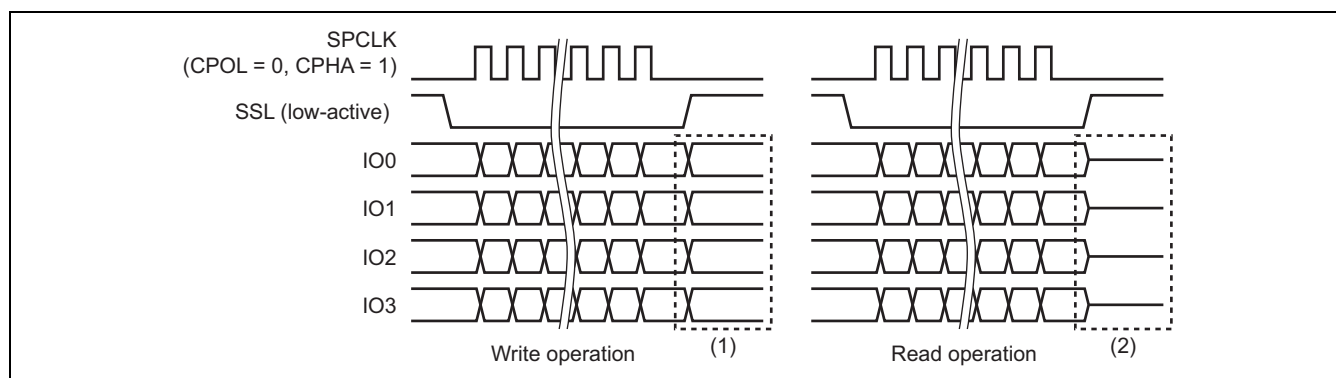 SPCLK
(CPOL = 0, CPHA = 1)
SSL (low-active)
IO0
IO1
IO2
IO3
Write operation
(1)
Read operation
(2)